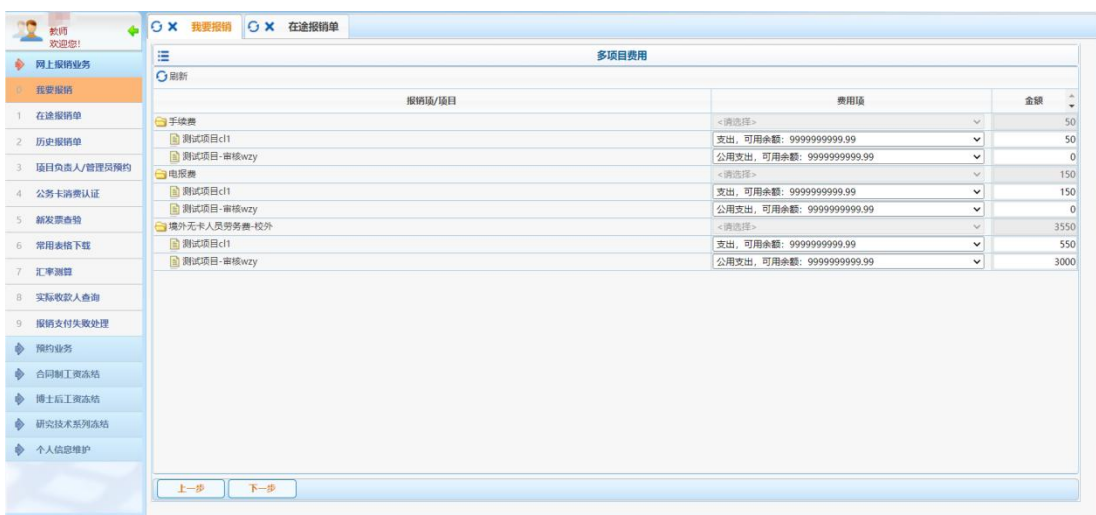 教师
欢迎您!
网上报销业务
0 我要报销
1 在途报销单
2 历史报销单
3 项目负责人/管理员预约
4 公务卡消费认证
5 新发票查验
6 常用表格下载
7 汇率测算
8 实际收款人查询
9 报销支付失败处理
预约业务
合同制工资冻结
博士后工资冻结
研究技术系列冻结
个人信息维护
我要报销 在途报销单
多项目费用
刷新
报销项/项目 费用项 金额
手续费 <请选择> 50
测试项目cl1 支出，可用余额：9999999999.99 50
测试项目-审核wzy 公用支出，可用余额：9999999999.99 0
电报费 <请选择> 150
测试项目cl1 支出，可用余额：9999999999.99 150
测试项目-审核wzy 公用支出，可用余额：9999999999.99 0
境外无卡人员劳务费-校外 <请选择> 3550
测试项目cl1 支出，可用余额：9999999999.99 550
测试项目-审核wzy 公用支出，可用余额：9999999999.99 3000
上一步 下一步